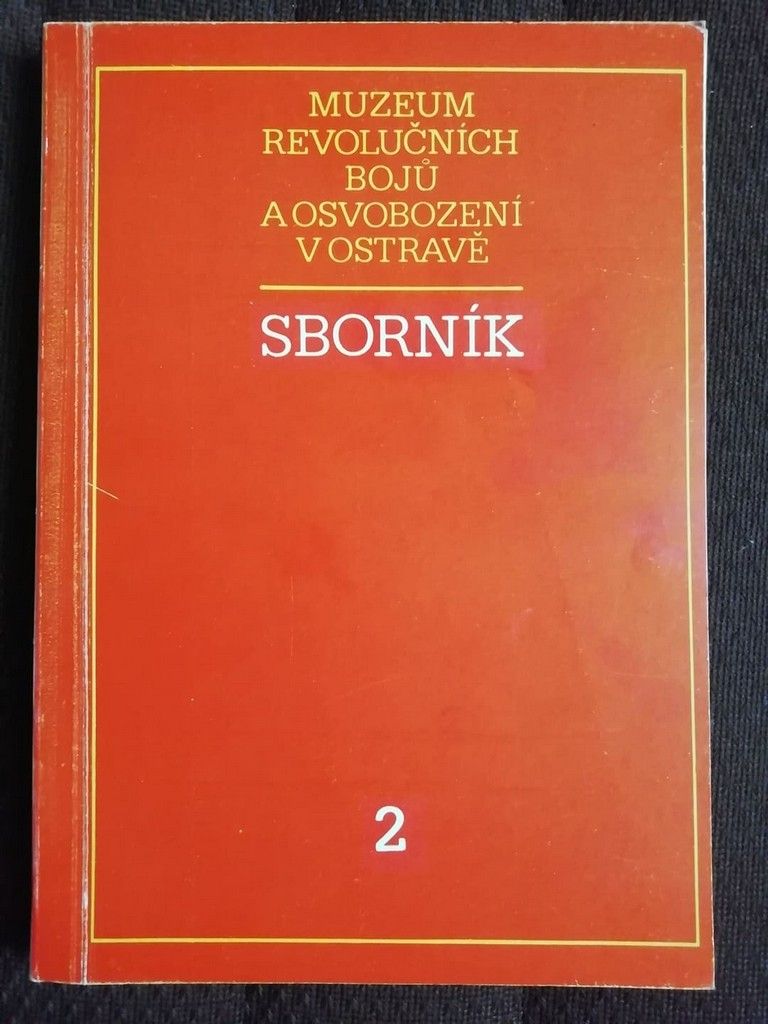 MUZEUM
REVOLUČNÍCH
BOJŮ
A OSVOBOZENÍ
V OSTRAVĚ
SBORNÍK
2